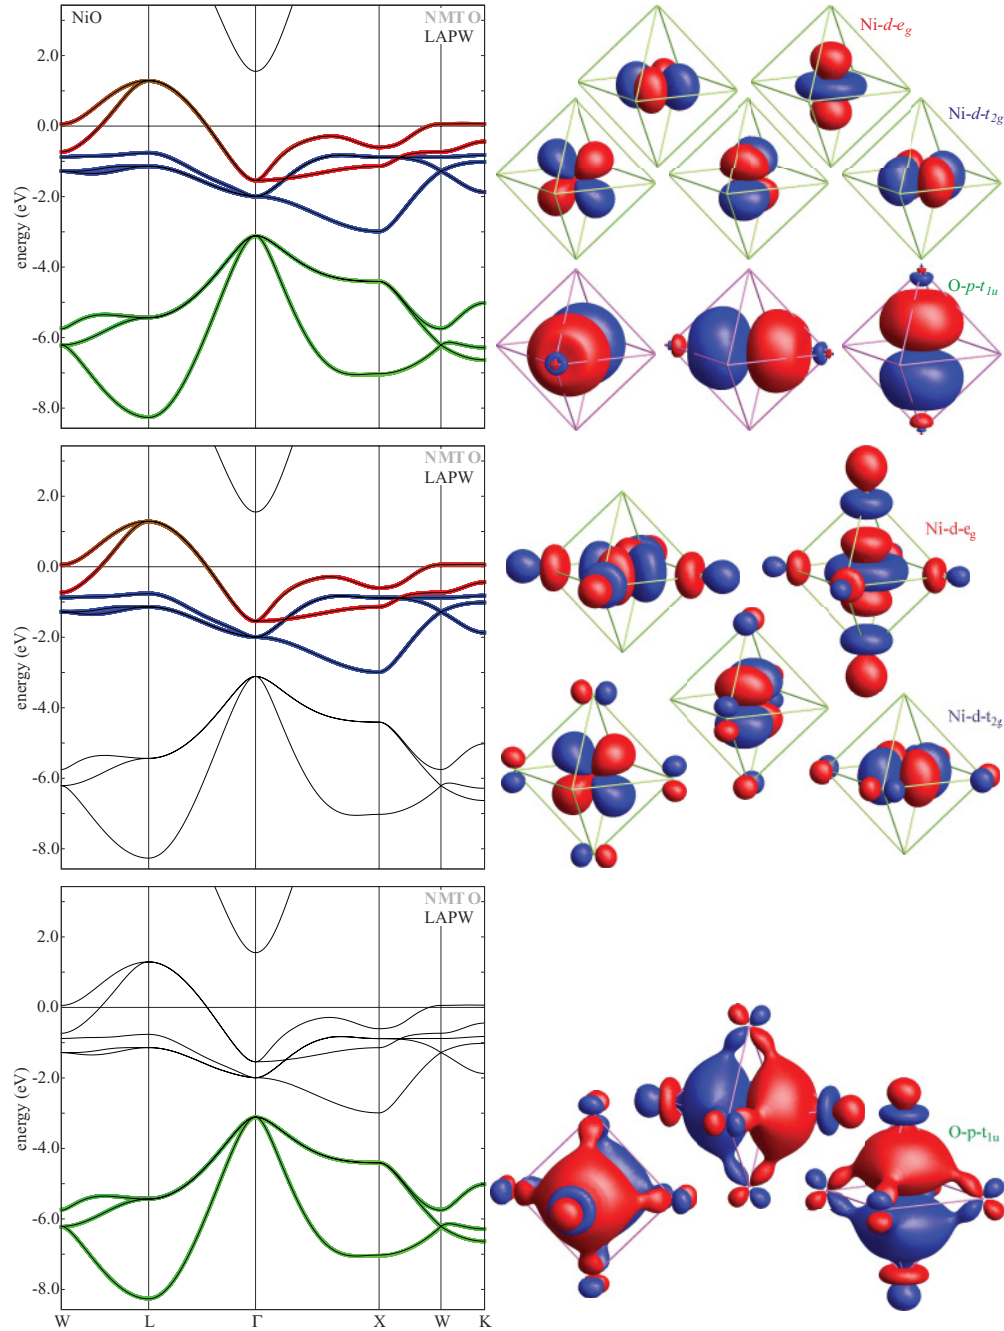 NiO
NMTO
LAPW
2.0
0.0
-2.0
-4.0
-6.0
-8.0
energy (eV)
Ni-d-eg
Ni-d-t2g
O-p-t1u
NMTO
LAPW
2.0
0.0
-2.0
-4.0
-6.0
-8.0
energy (eV)
Ni-d-eg
Ni-d-t2g
NMTO
LAPW
2.0
0.0
-2.0
-4.0
-6.0
-8.0
energy (eV)
W L Γ X W K
O-p-t1u